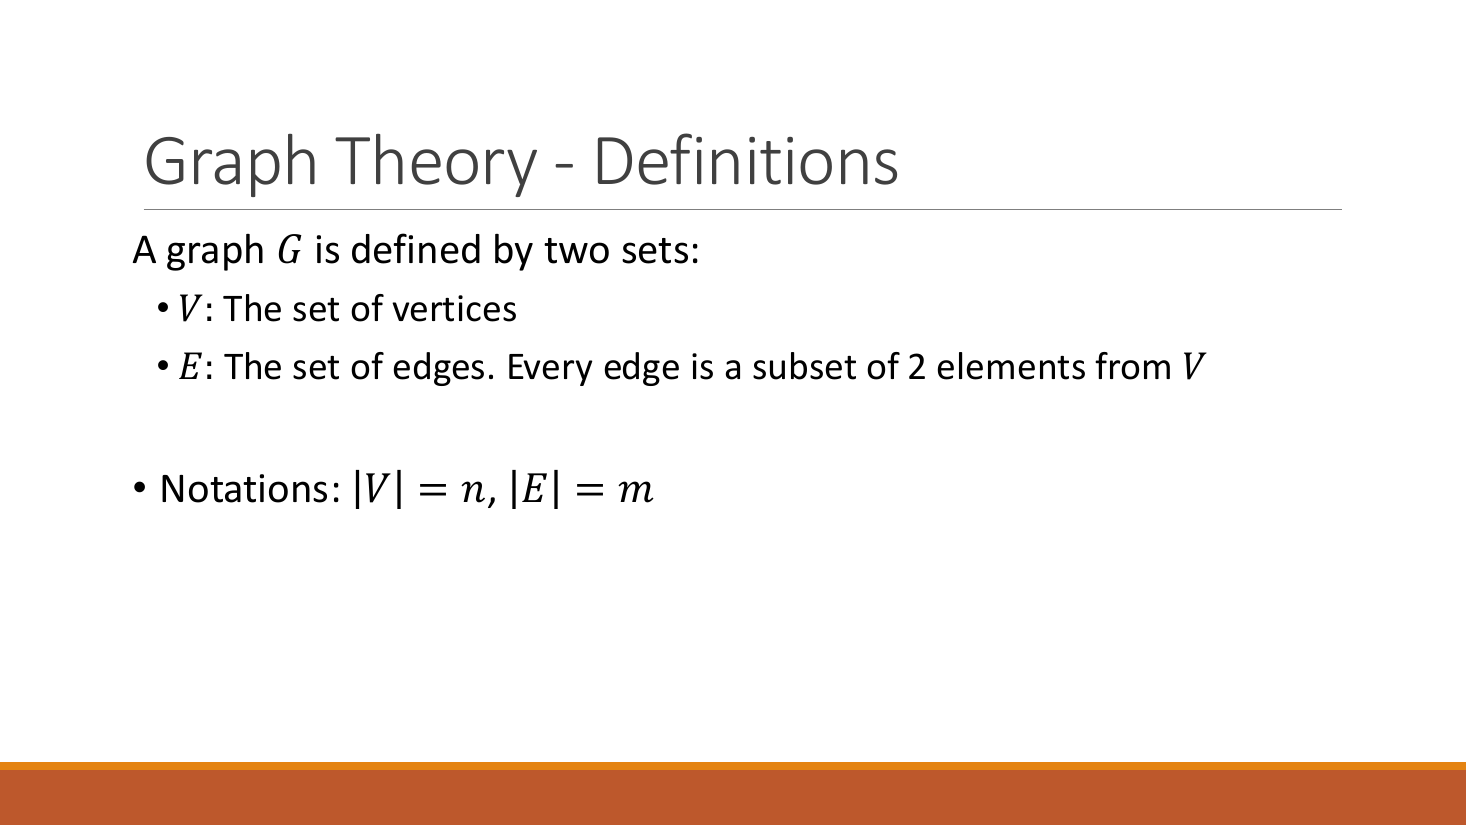 Graph Theory - Definitions
A graph 𝐺 is defined by two sets:
• 𝑉: The set of vertices
• 𝐸: The set of edges. Every edge is a subset of 2 elements from 𝑉
• Notations: |𝑉| = 𝑛, |𝐸| = 𝑚